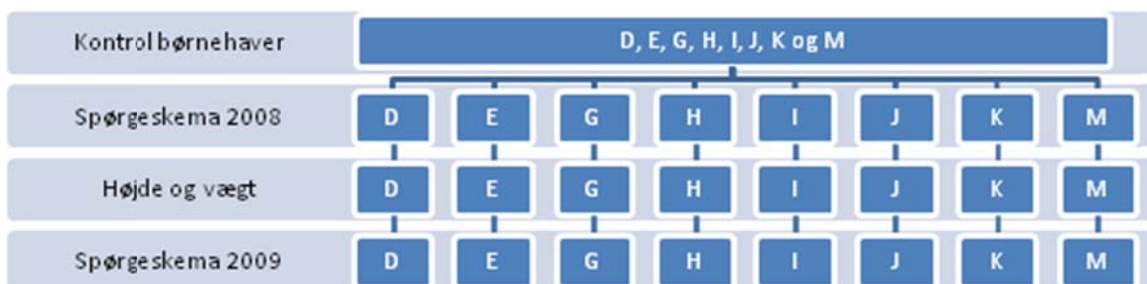 Kontrol børnehaver D, E, G, H, I, J, K og M
Spørgeskema 2008 D E G H I J K M
Højde og vægt D E G H I J K M
Spørgeskema 2009 D E G H I J K M